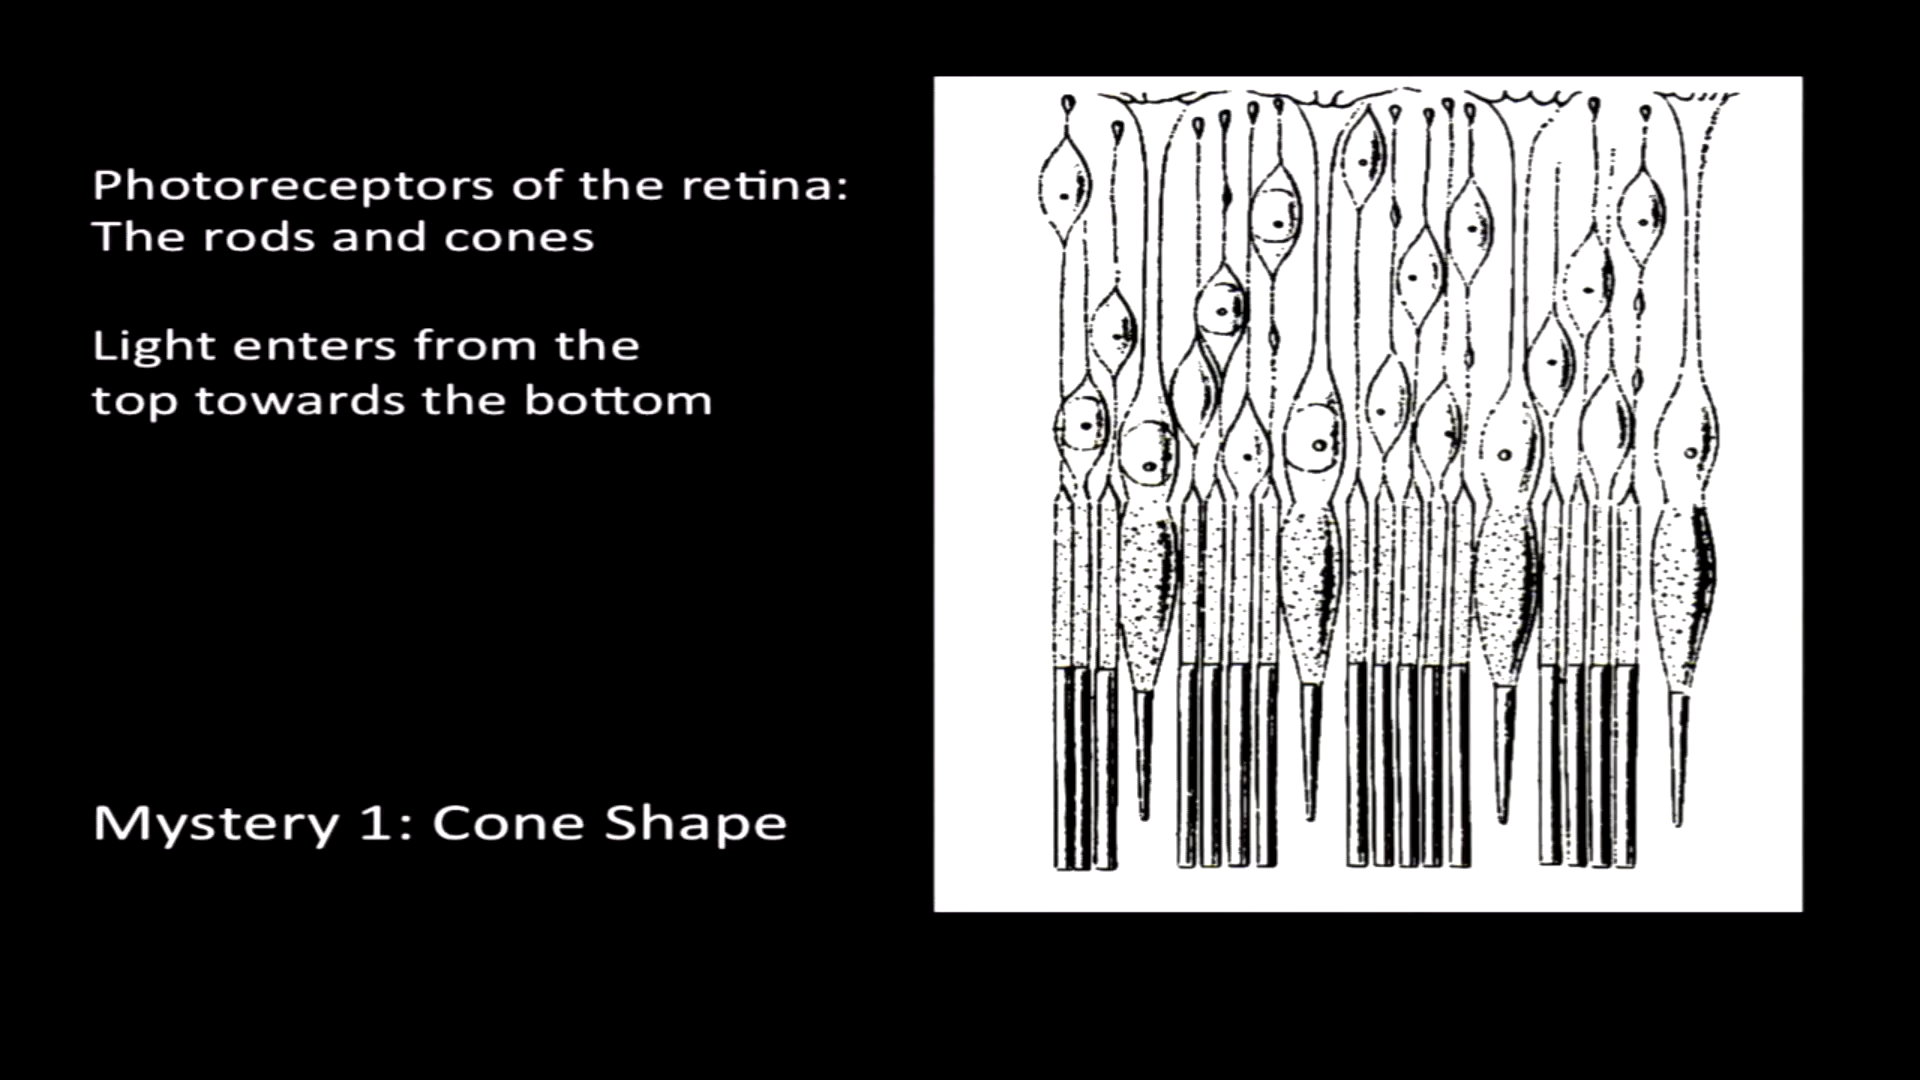 Photoreceptors of the retina:
The rods and cones
Light enters from the
top towards the bottom
Mystery 1: Cone Shape